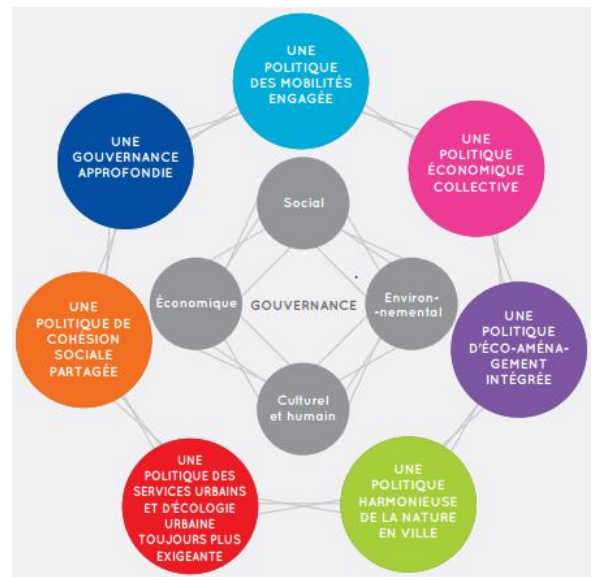 UNE
POLITIQUE
DES MOBILITÉS
ENGAGÉE
UNE
GOUVERNANCE
APPROFONDIE
UNE
POLITIQUE
ÉCONOMIQUE
COLLECTIVE
Social
Économique
GOUVERNANCE
Environ-
-nemental
Culturel
et humain
UNE
POLITIQUE DE
COHÉSION
SOCIALE
PARTAGÉE
UNE
POLITIQUE
D'ÉCO-AMÉNA-
GEMENT
INTÉGRÉE
UNE
POLITIQUE DES
SERVICES URBAINS
ET D'ÉCOLOGIE
URBAINE
TOUJOURS PLUS
EXIGEANTE
UNE
POLITIQUE
HARMONIEUSE
DE LA NATURE
EN VILLE